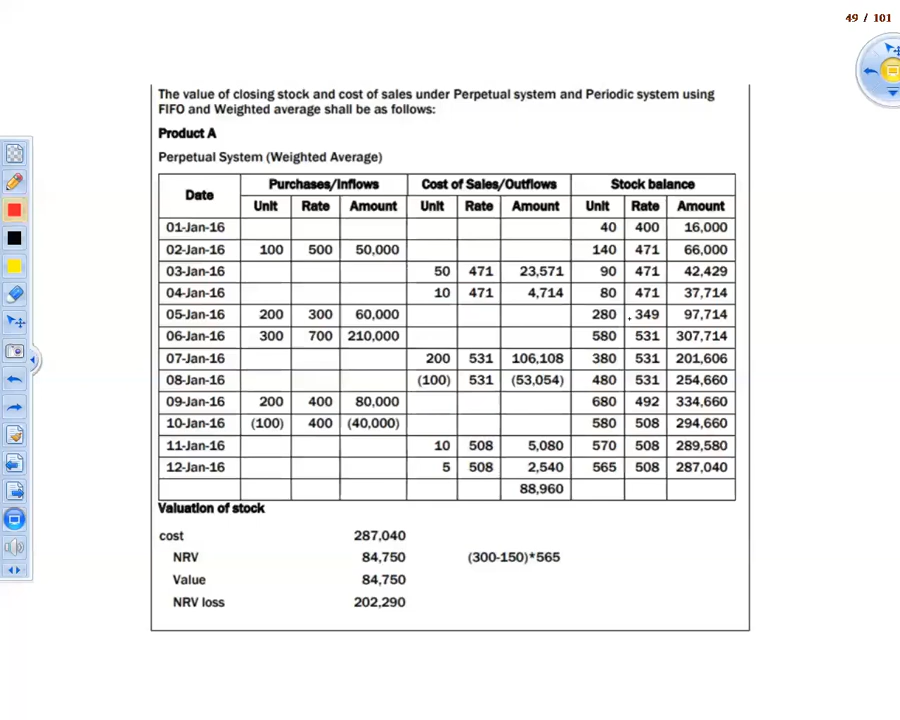 49 / 101
The value of closing stock and cost of sales under Perpetual system and Periodic system using
FIFO and Weighted average shall be as follows:
Product A
Perpetual System (Weighted Average)
Date Purchases/Inflows Cost of Sales/Outflows Stock balance
Unit Rate Amount Unit Rate Amount Unit Rate Amount
01-Jan-16 40 400 16,000
02-Jan-16 100 500 50,000 140 471 66,000
03-Jan-16 50 471 23,571 90 471 42,429
04-Jan-16 10 471 4,714 80 471 37,714
05-Jan-16 200 300 60,000 280 349 97,714
06-Jan-16 300 700 210,000 580 531 307,714
07-Jan-16 200 531 106,108 380 531 201,606
08-Jan-16 (100) 531 (53,054) 480 531 254,660
09-Jan-16 200 400 80,000 680 492 334,660
10-Jan-16 (100) 400 (40,000) 580 508 294,660
11-Jan-16 10 508 5,080 570 508 289,580
12-Jan-16 5 508 2,540 565 508 287,040
88,960
Valuation of stock
cost 287,040
NRV 84,750 (300-150)*565
Value 84,750
NRV loss 202,290